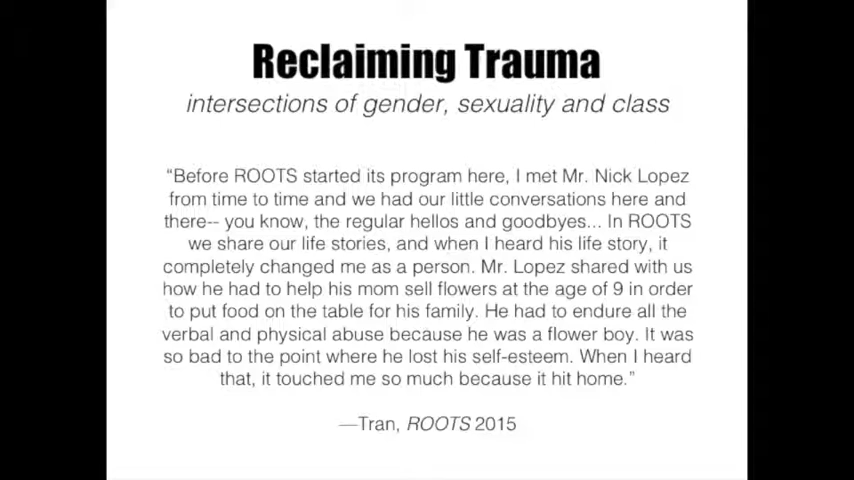 Reclaiming Trauma
intersections of gender, sexuality and class
“Before ROOTS started its program here, I met Mr. Nick Lopez
from time to time and we had our little conversations here and
there-- you know, the regular hellos and goodbyes... In ROOTS
we share our life stories, and when I heard his life story, it
completely changed me as a person. Mr. Lopez shared with us
how he had to help his mom sell flowers at the age of 9 in order
to put food on the table for his family. He had to endure all the
verbal and physical abuse because he was a flower boy. It was
so bad to the point where he lost his self-esteem. When I heard
that, it touched me so much because it hit home.”
—Tran, ROOTS 2015